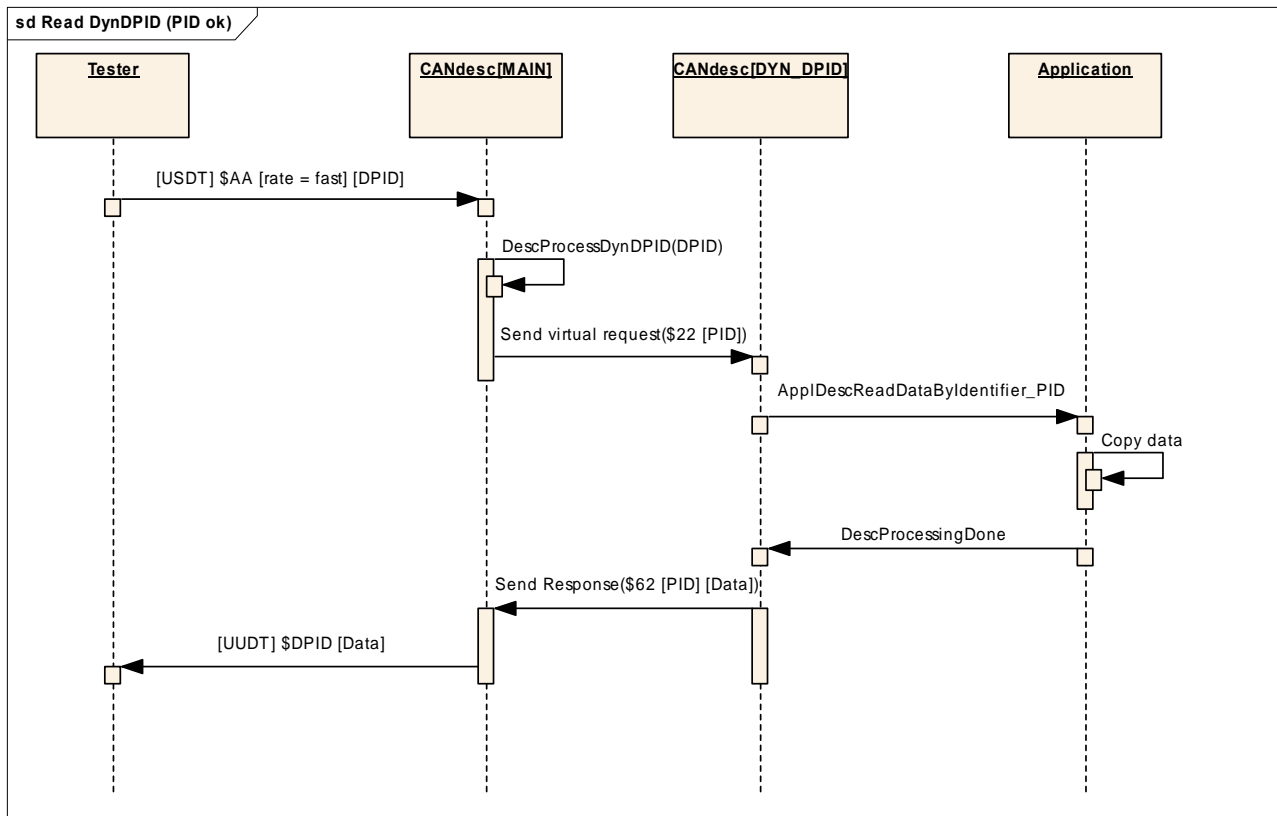 sd Read DynDPID (PID ok)
Tester
CANdesc[MAIN]
CANdesc[DYN_DPID]
Application
[USDT] $AA [rate = fast] [DPID]
DescProcessDynDPID(DPID)
Send virtual request($22 [PID])
ApplDescReadDataByIdentifier_PID
Copy data
DescProcessingDone
Send Response($62 [PID] [Data])
[UUDT] $DPID [Data]